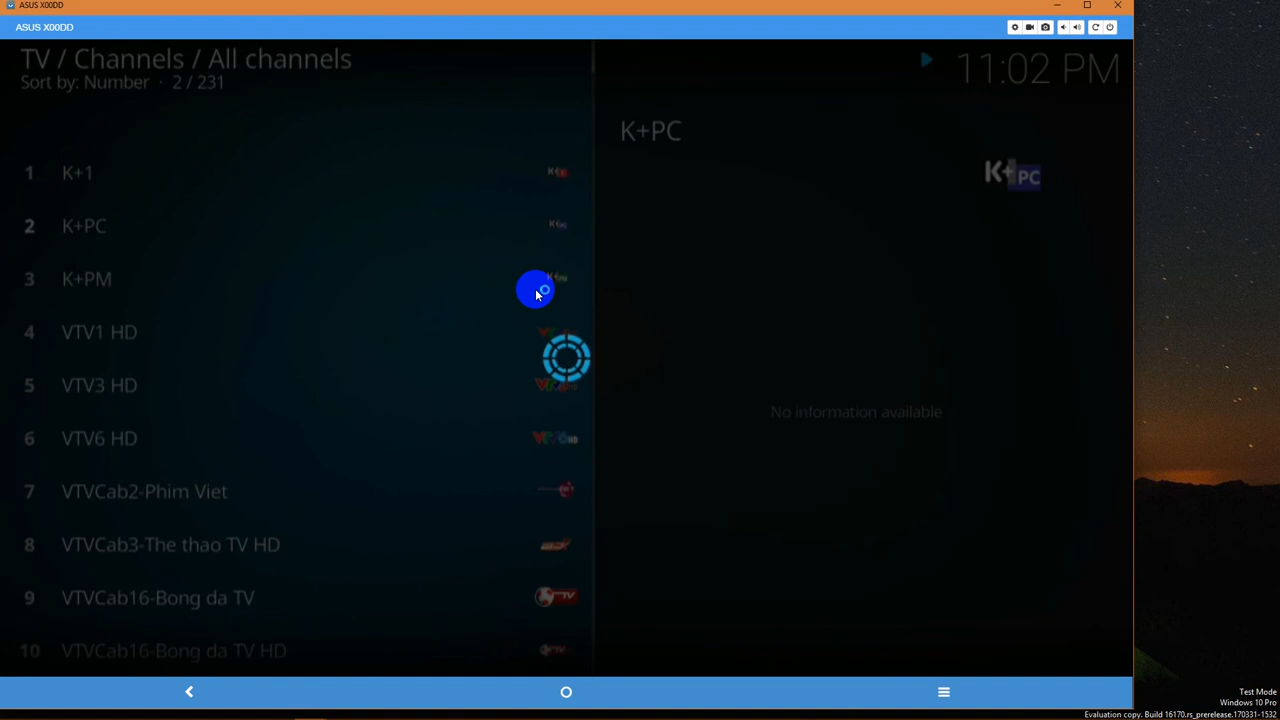 ASUS X00DD
ASUS X00DD
TV / Channels / All channels
Sort by: Number · 2 / 231
11:02 PM
K+PC
K+ PC
1 K+1
2 K+PC
3 K+PM
4 VTV1 HD
5 VTV3 HD
6 VTV6 HD
7 VTVCab2-Phim Viet
8 VTVCab3-The thao TV HD
9 VTVCab16-Bong da TV
10 VTVCab16-Bong da TV HD
No information available
Test Mode
Windows 10 Pro
Evaluation copy. Build 16170.rs_prerelease.170331-1532